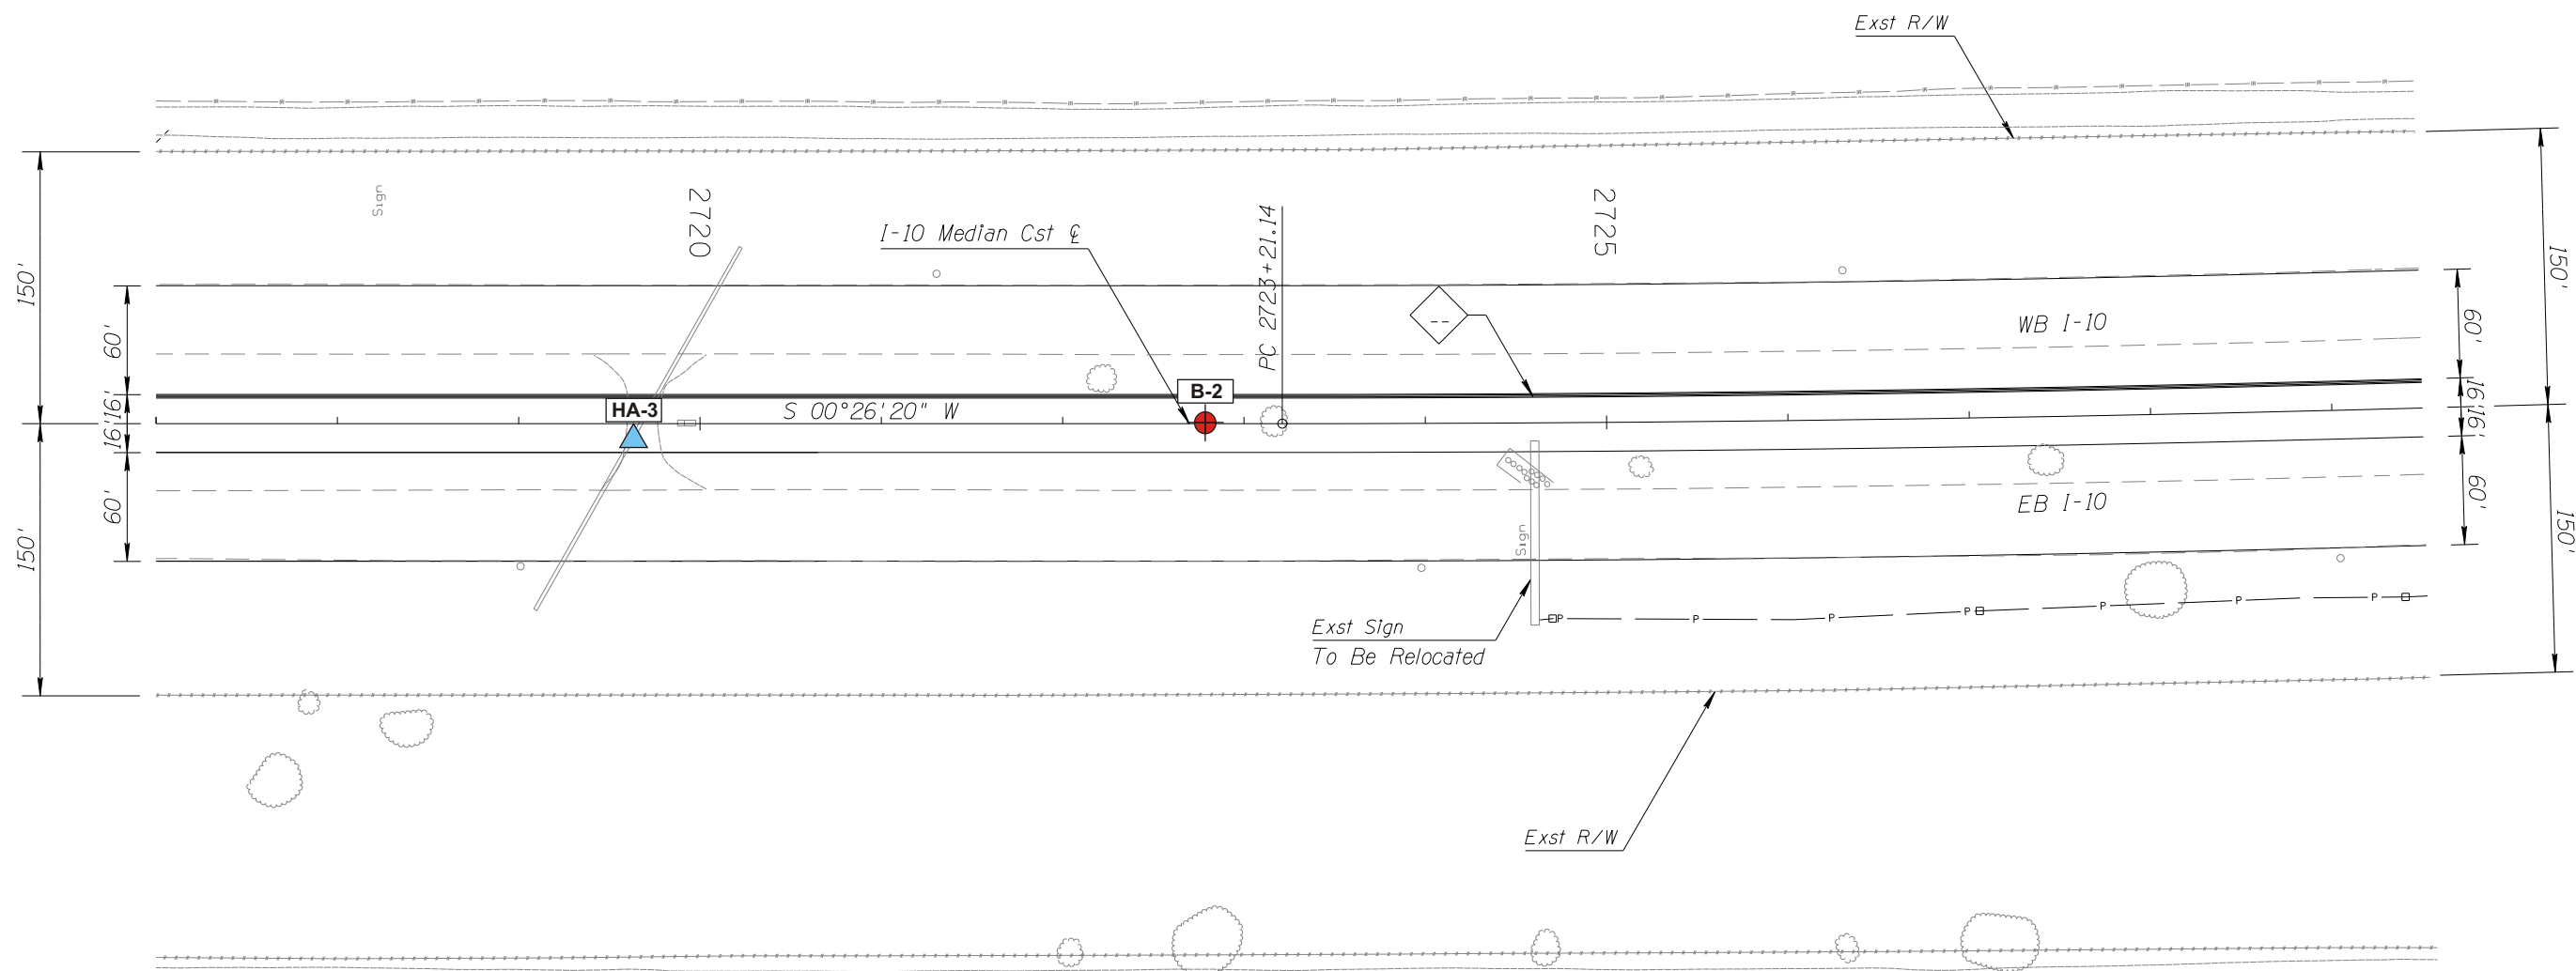 Exst R/W
Sign
2720
I-10 Median Cst ℄
PC 2723+21.14
2725
150'
60'
16'
16'
60'
150'
--
WB I-10
HA-3
S 00°26'20" W
B-2
EB I-10
Sign
150'
60'
16'
16'
60'
150'
Exst Sign
To Be Relocated
P
P
P
P
P
P
P
Exst R/W